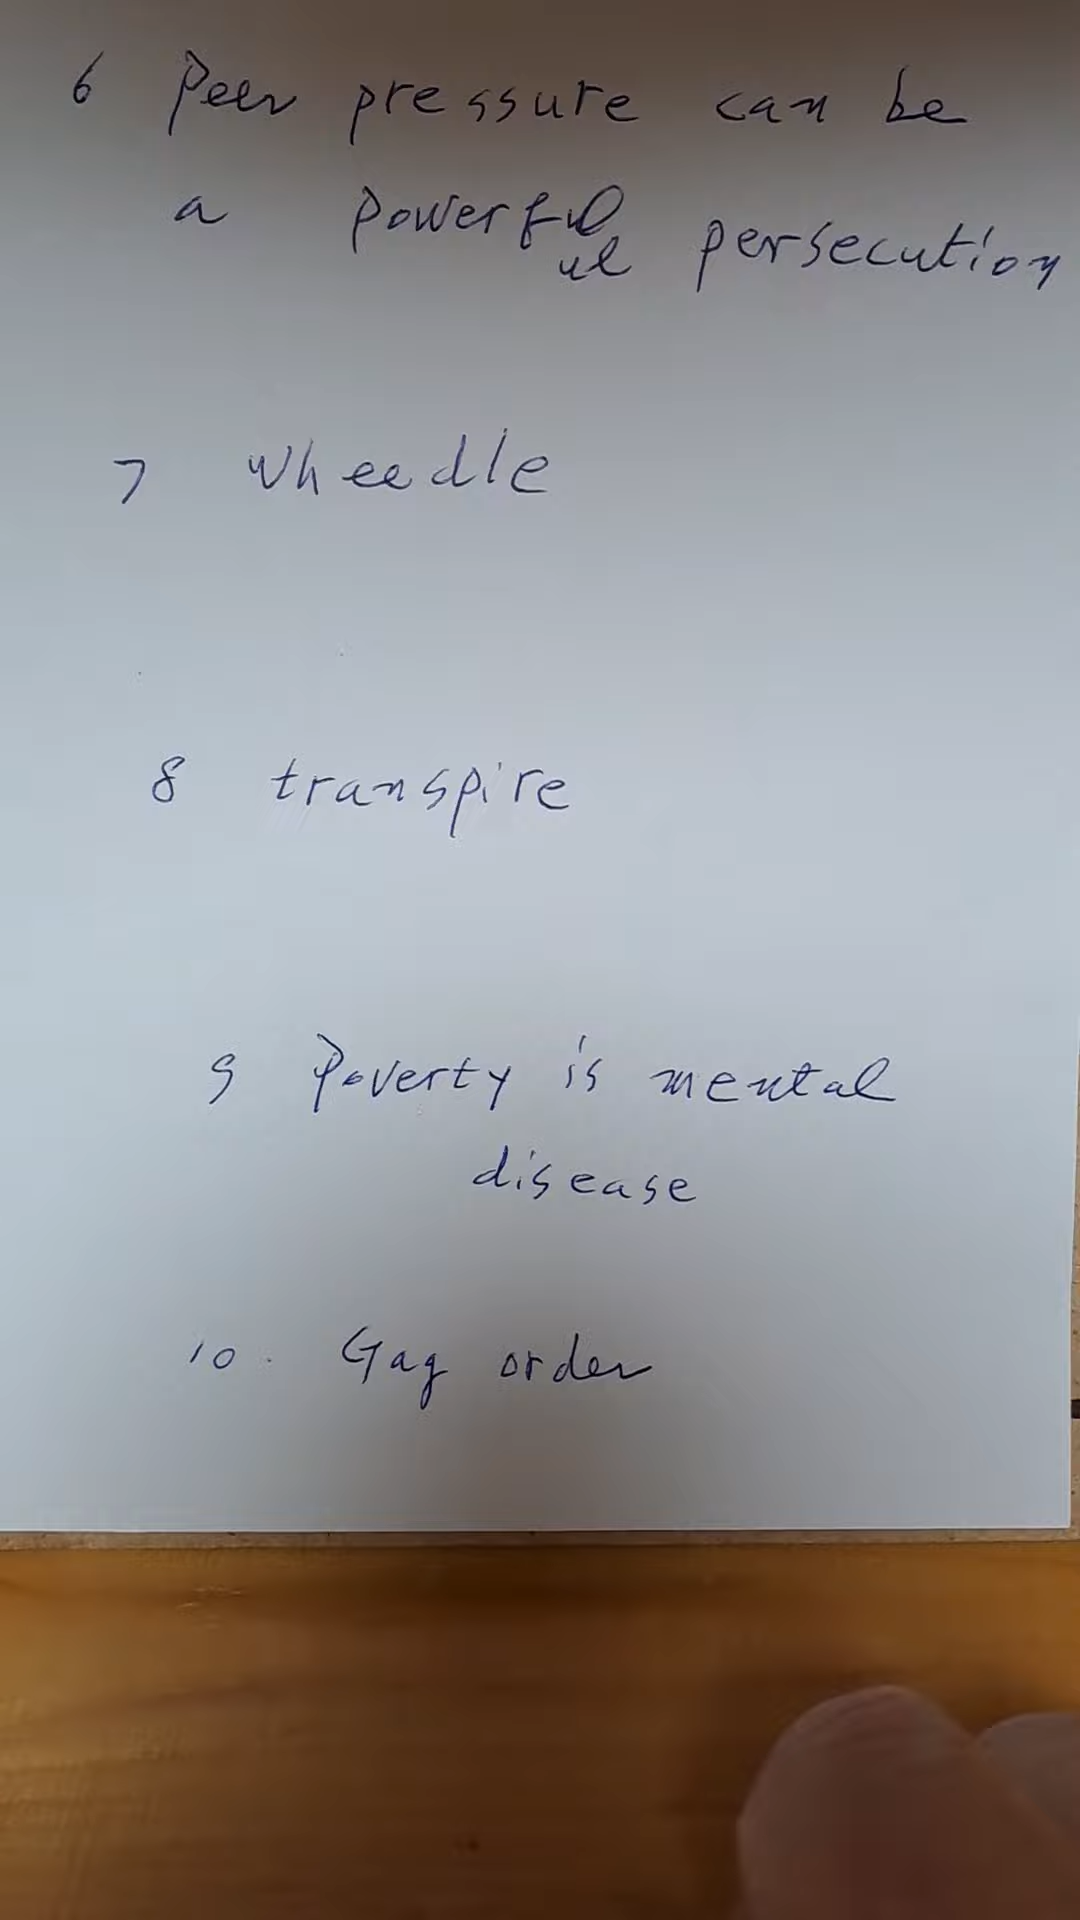 6 Peer pressure can be
a powerful persecution
ul
7 wheedle
8 transpire
9 Poverty is mental
disease
10. Gag order